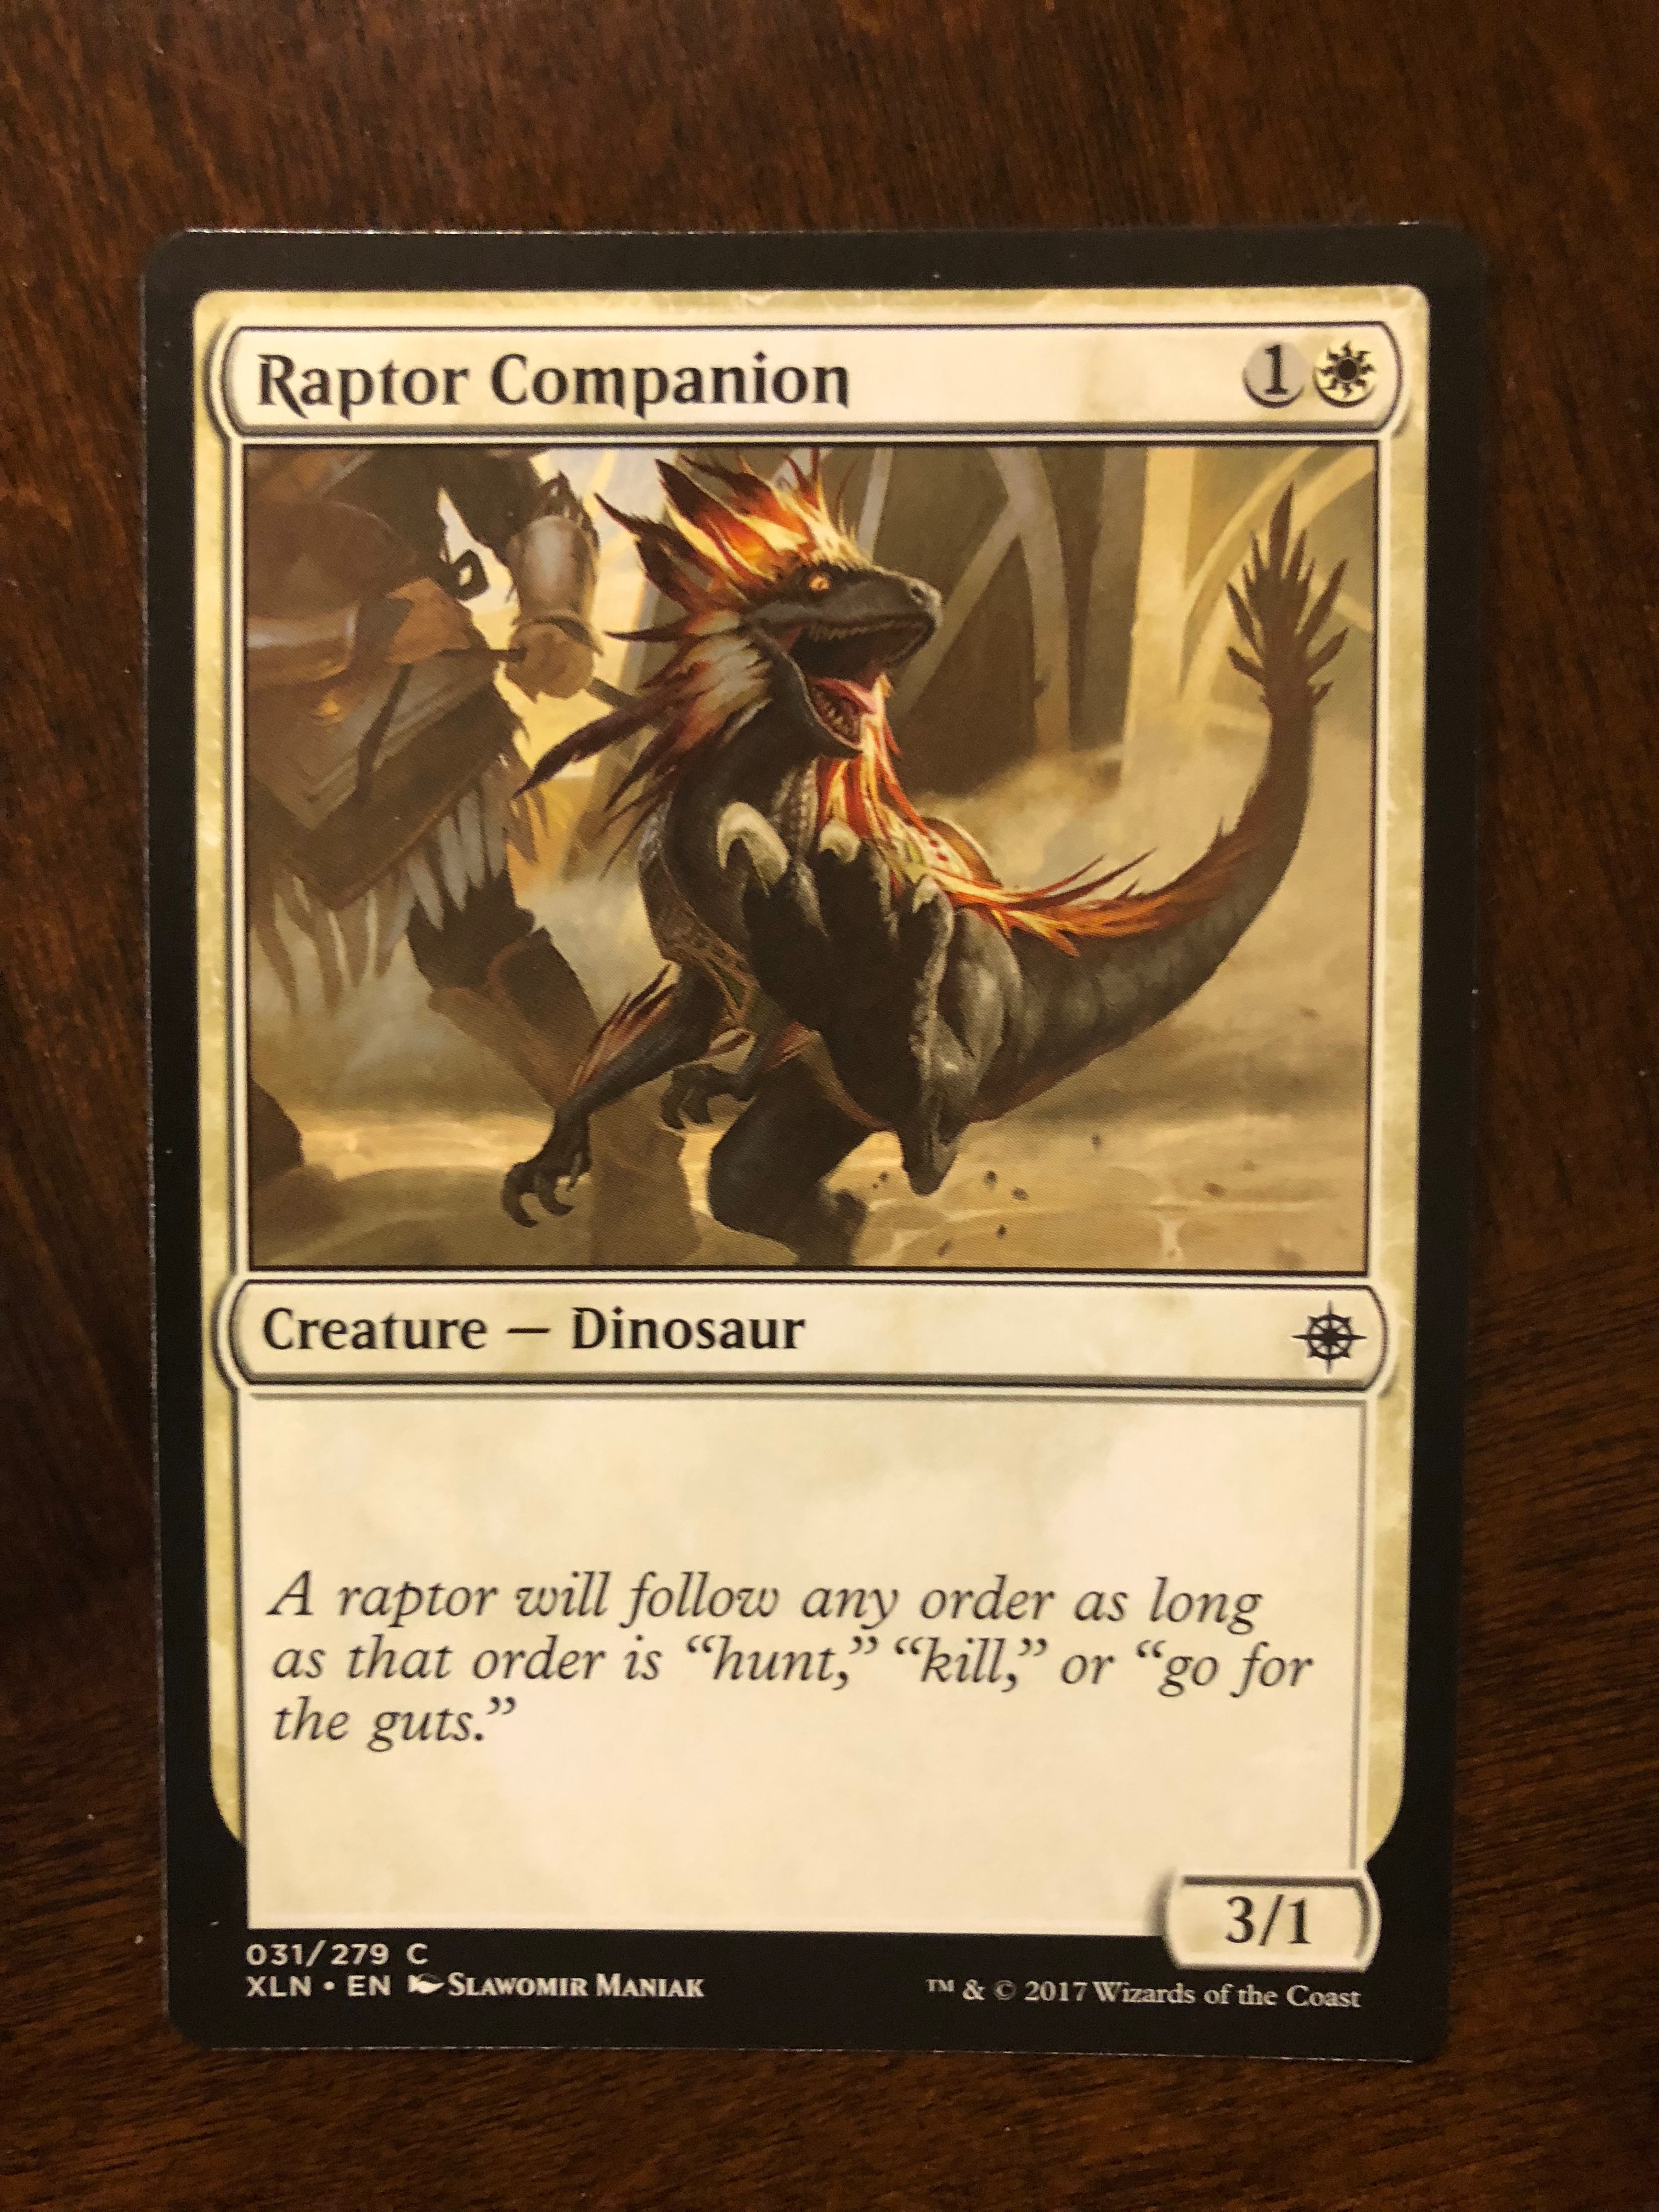 Raptor Companion 1
Creature — Dinosaur
A raptor will follow any order as long
as that order is “hunt,” “kill,” or “go for
the guts.”
3/1
031/279 C
XLN • EN Slawomir Maniak
™ & © 2017 Wizards of the Coast